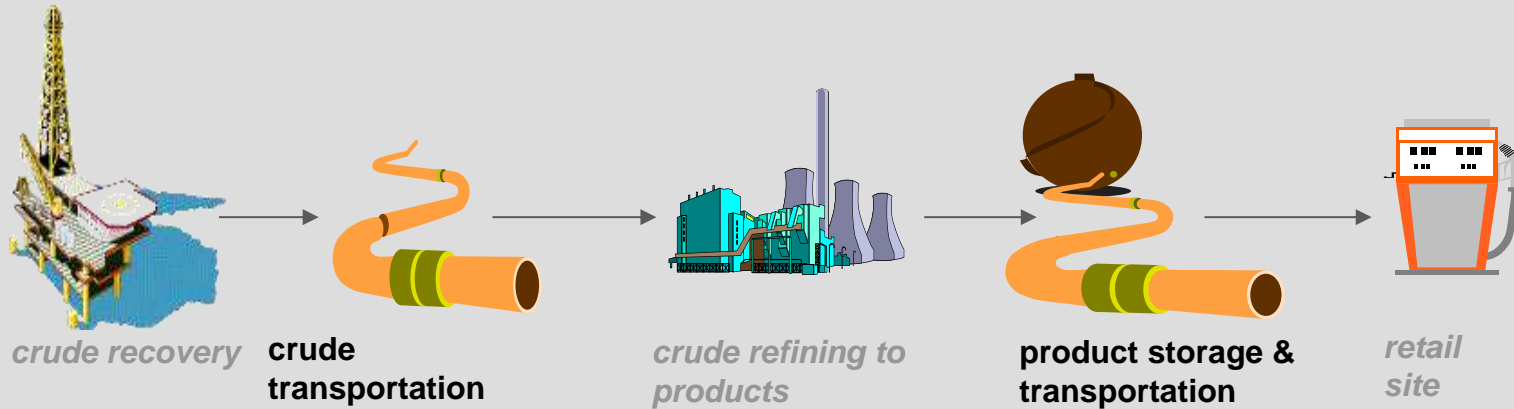 crude recovery
crude
transportation
crude refining to
products
product storage &
transportation
retail
site